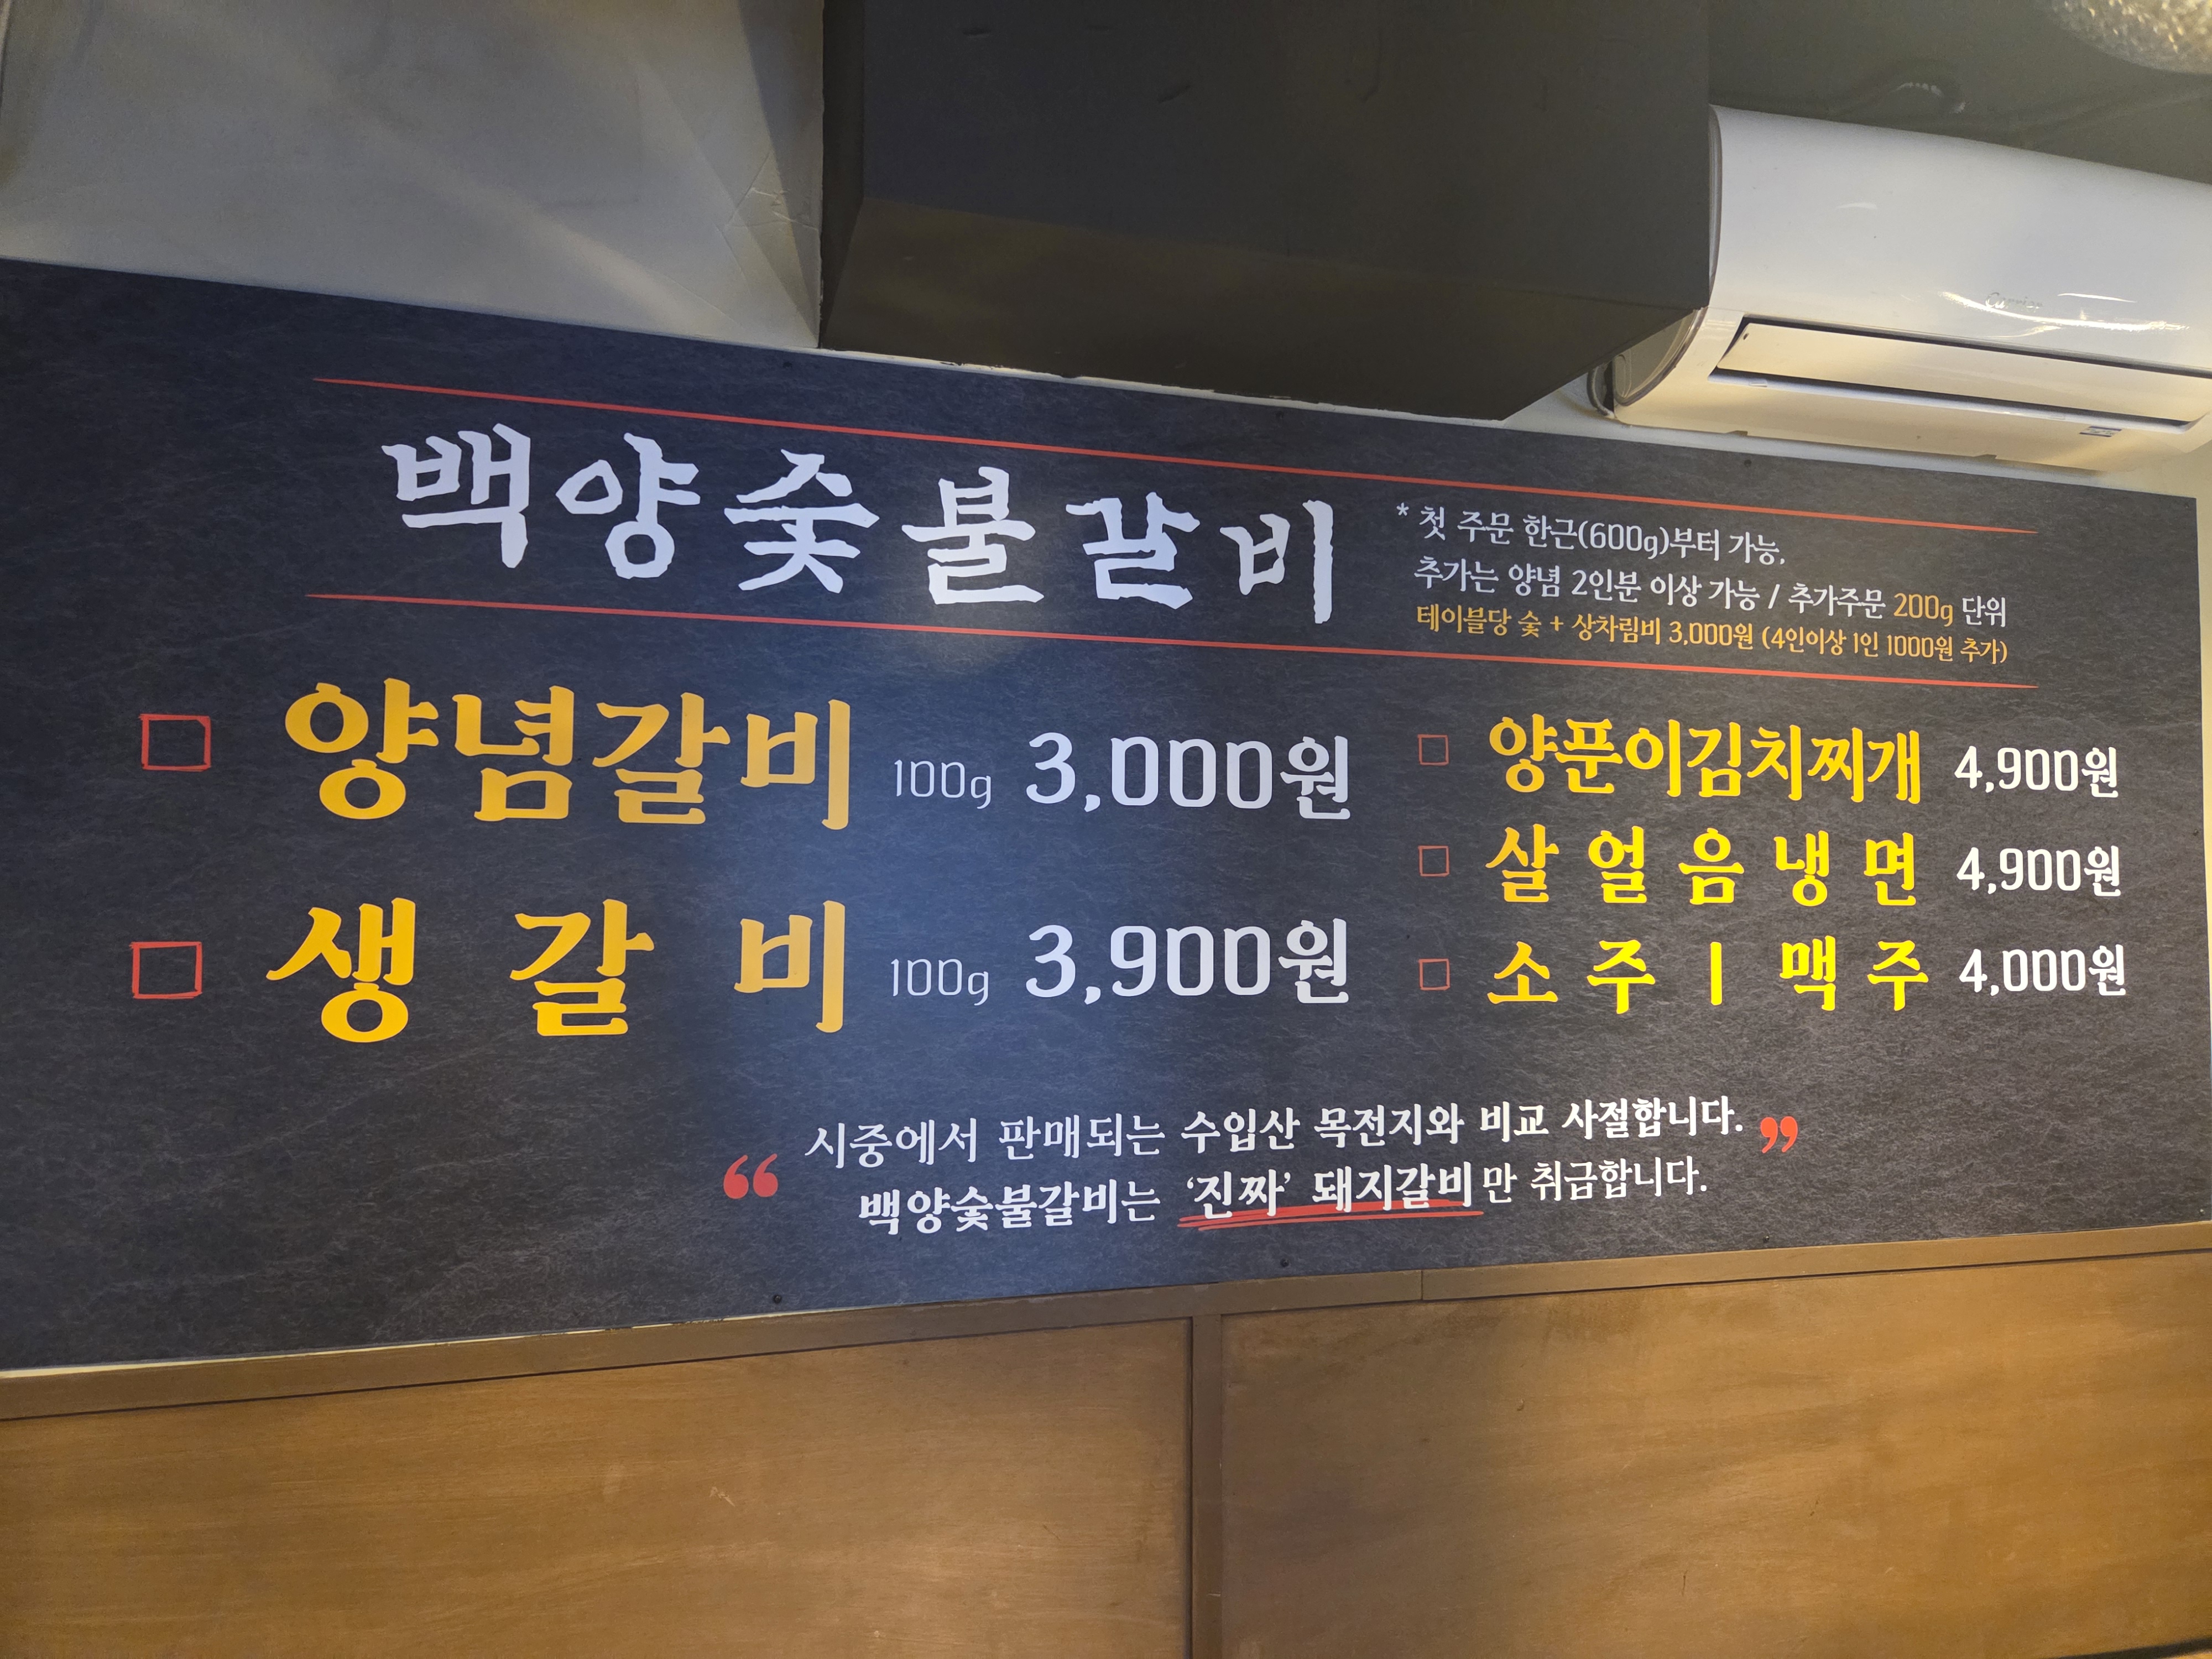 백양숯불갈비
* 첫 주문 한근(600g)부터 가능,
추가는 양념 2인분 이상 가능 / 추가주문 200g 단위
테이블당 숯 + 상차림비 3,000원 (4인이상 1인 1000원 추가)
□ 양념갈비 100g 3,000원
□ 생갈비 100g 3,900원
□ 양푼이김치찌개 4,900원
□ 살얼음냉면 4,900원
□ 소주 | 맥주 4,000원
“ 시중에서 판매되는 수입산 목전지와 비교 사절합니다. ”
백양숯불갈비는 ‘진짜’ 돼지갈비만 취급합니다.